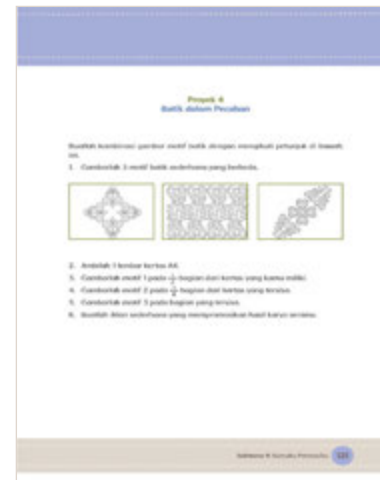 Proyek 4
Batik dalam Pecahan
Buatlah kombinasi gambar motif batik dengan mengikuti petunjuk di bawah
ini.
1. Gambarlah 3 motif batik sederhana yang berbeda.
2. Ambillah 1 lembar kertas A4.
3. Gambarlah motif 1 pada bagian dari kertas yang kamu miliki.
4. Gambarlah motif 2 pada bagian dari kertas yang tersisa.
5. Gambarlah motif 3 pada bagian yang tersisa.
6. Buatlah iklan sederhana yang mempromosikan hasil karya senimu.